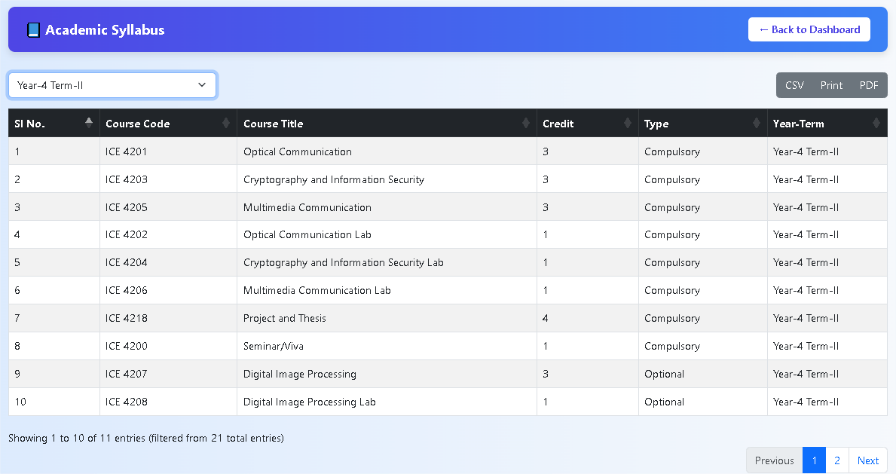 📘 Academic Syllabus
← Back to Dashboard
Year-4 Term-II
CSV Print PDF
Sl No. Course Code Course Title Credit Type Year-Term
1 ICE 4201 Optical Communication 3 Compulsory Year-4 Term-II
2 ICE 4203 Cryptography and Information Security 3 Compulsory Year-4 Term-II
3 ICE 4205 Multimedia Communication 3 Compulsory Year-4 Term-II
4 ICE 4202 Optical Communication Lab 1 Compulsory Year-4 Term-II
5 ICE 4204 Cryptography and Information Security Lab 1 Compulsory Year-4 Term-II
6 ICE 4206 Multimedia Communication Lab 1 Compulsory Year-4 Term-II
7 ICE 4218 Project and Thesis 4 Compulsory Year-4 Term-II
8 ICE 4200 Seminar/Viva 1 Compulsory Year-4 Term-II
9 ICE 4207 Digital Image Processing 3 Optional Year-4 Term-II
10 ICE 4208 Digital Image Processing Lab 1 Optional Year-4 Term-II
Showing 1 to 10 of 11 entries (filtered from 21 total entries)
Previous 1 2 Next